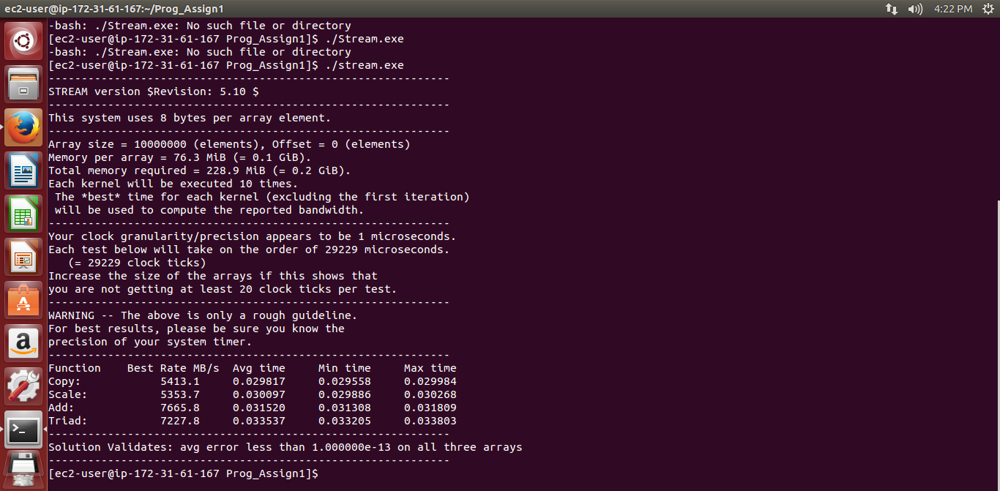 ec2-user@ip-172-31-61-167:~/Prog_Assign1 4:22 PM
-bash: ./Stream.exe: No such file or directory
[ec2-user@ip-172-31-61-167 Prog_Assign1]$ ./Stream.exe
-bash: ./Stream.exe: No such file or directory
[ec2-user@ip-172-31-61-167 Prog_Assign1]$ ./stream.exe
-------------------------------------------------------------
STREAM version $Revision: 5.10 $
-------------------------------------------------------------
This system uses 8 bytes per array element.
-------------------------------------------------------------
Array size = 10000000 (elements), Offset = 0 (elements)
Memory per array = 76.3 MiB (= 0.1 GiB).
Total memory required = 228.9 MiB (= 0.2 GiB).
Each kernel will be executed 10 times.
 The *best* time for each kernel (excluding the first iteration)
 will be used to compute the reported bandwidth.
-------------------------------------------------------------
Your clock granularity/precision appears to be 1 microseconds.
Each test below will take on the order of 29229 microseconds.
   (= 29229 clock ticks)
Increase the size of the arrays if this shows that
you are not getting at least 20 clock ticks per test.
-------------------------------------------------------------
WARNING -- The above is only a rough guideline.
For best results, please be sure you know the
precision of your system timer.
-------------------------------------------------------------
Function    Best Rate MB/s  Avg time     Min time     Max time
Copy:            5413.1     0.029817     0.029558     0.029984
Scale:           5353.7     0.030097     0.029886     0.030268
Add:             7665.8     0.031520     0.031308     0.031809
Triad:           7227.8     0.033537     0.033205     0.033803
-------------------------------------------------------------
Solution Validates: avg error less than 1.000000e-13 on all three arrays
-------------------------------------------------------------
[ec2-user@ip-172-31-61-167 Prog_Assign1]$